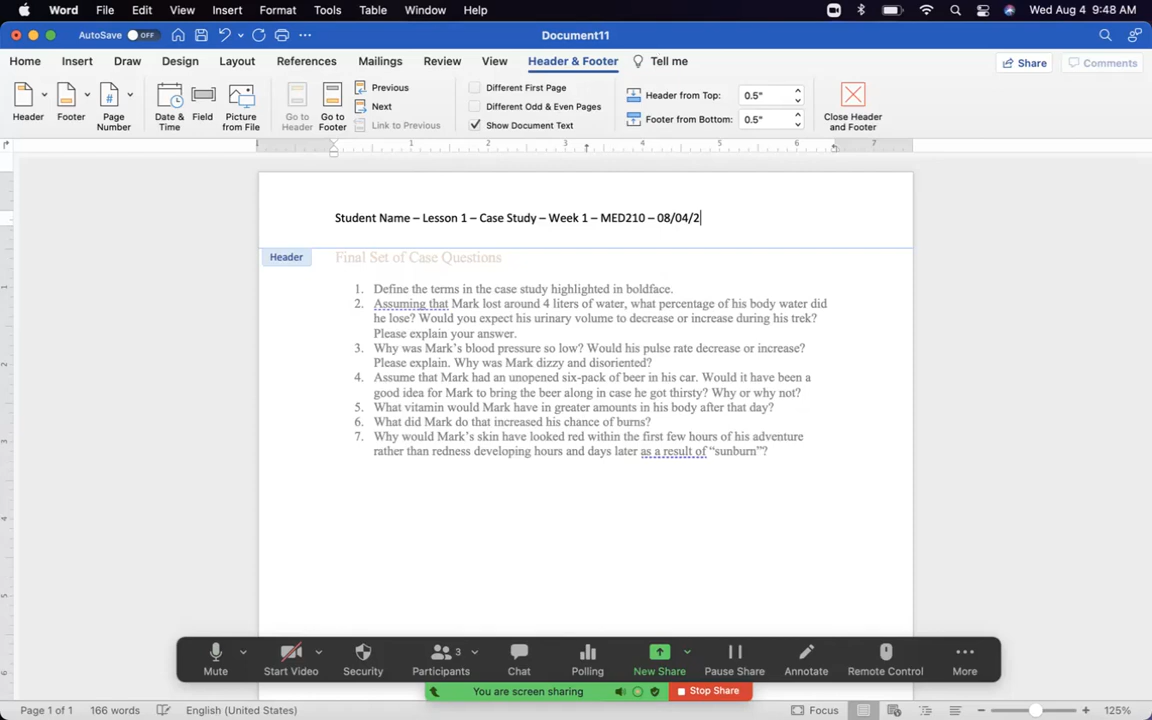 Word File Edit View Insert Format Tools Table Window Help Wed Aug 4 9:48 AM
AutoSave OFF Document11
Home Insert Draw Design Layout References Mailings Review View Header & Footer Tell me Share Comments
Header Footer Page Number Date & Time Field Picture from File Go to Header Go to Footer
Previous
Next
Link to Previous
Different First Page
Different Odd & Even Pages
Show Document Text
Header from Top: 0.5"
Footer from Bottom: 0.5"
Close Header and Footer
1 1 2 3 4 5 6 7
Student Name – Lesson 1 – Case Study – Week 1 – MED210 – 08/04/2
Header
Final Set of Case Questions
1. Define the terms in the case study highlighted in boldface.
2. Assuming that Mark lost around 4 liters of water, what percentage of his body water did
he lose? Would you expect his urinary volume to decrease or increase during his trek?
Please explain your answer.
3. Why was Mark's blood pressure so low? Would his pulse rate decrease or increase?
Please explain. Why was Mark dizzy and disoriented?
4. Assume that Mark had an unopened six-pack of beer in his car. Would it have been a
good idea for Mark to bring the beer along in case he got thirsty? Why or why not?
5. What vitamin would Mark have in greater amounts in his body after that day?
6. What did Mark do that increased his chance of burns?
7. Why would Mark's skin have looked red within the first few hours of his adventure
rather than redness developing hours and days later as a result of "sunburn"?
1
2
3
4
5
6
Mute Start Video Security Participants 3 Chat Polling New Share Pause Share Annotate Remote Control More
You are screen sharing Stop Share
Page 1 of 1 166 words English (United States) Focus 125%